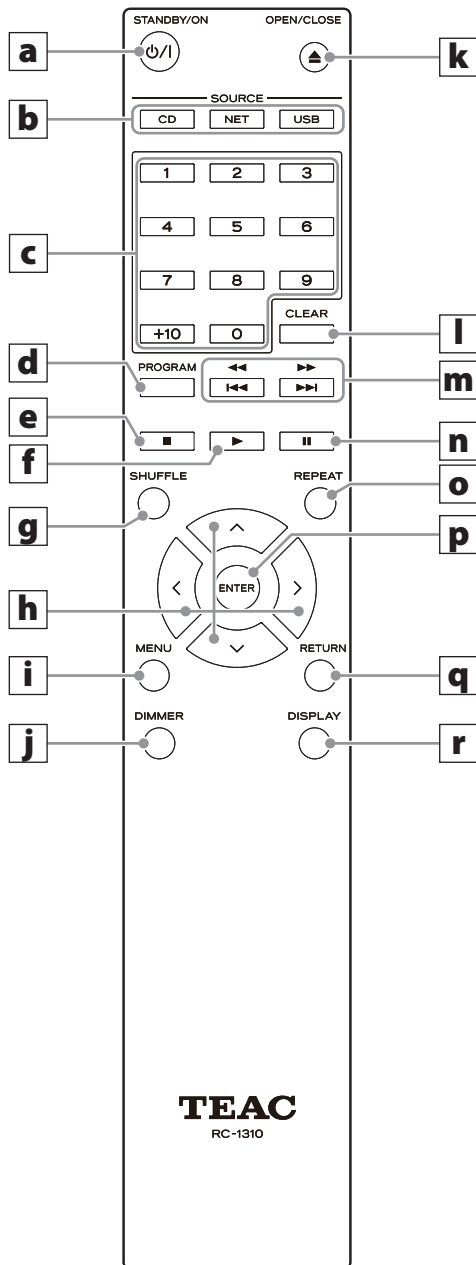 STANDBY/ON OPEN/CLOSE
a ⏻/I ⏏ k
SOURCE
b CD NET USB
1 2 3
4 5 6
c
7 8 9
CLEAR
+10 0 l
d PROGRAM ◀◀ ▶▶ m
|◀◀ ▶▶|
e ■ ▶ ⏸ n
f
SHUFFLE REPEAT o
g p
ENTER
h
MENU RETURN
i q
DIMMER DISPLAY
j r
TEAC
RC-1310